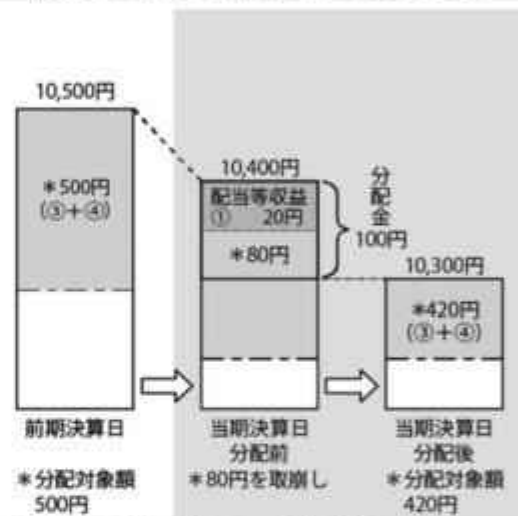 10,500円
＊500円
(③＋④)
前期決算日
＊分配対象額
500円
10,400円
配当等収益
① 20円
＊80円
分配金
100円
当期決算日
分配前
＊80円を取崩し
10,300円
＊420円
(③＋④)
当期決算日
分配後
＊分配対象額
420円